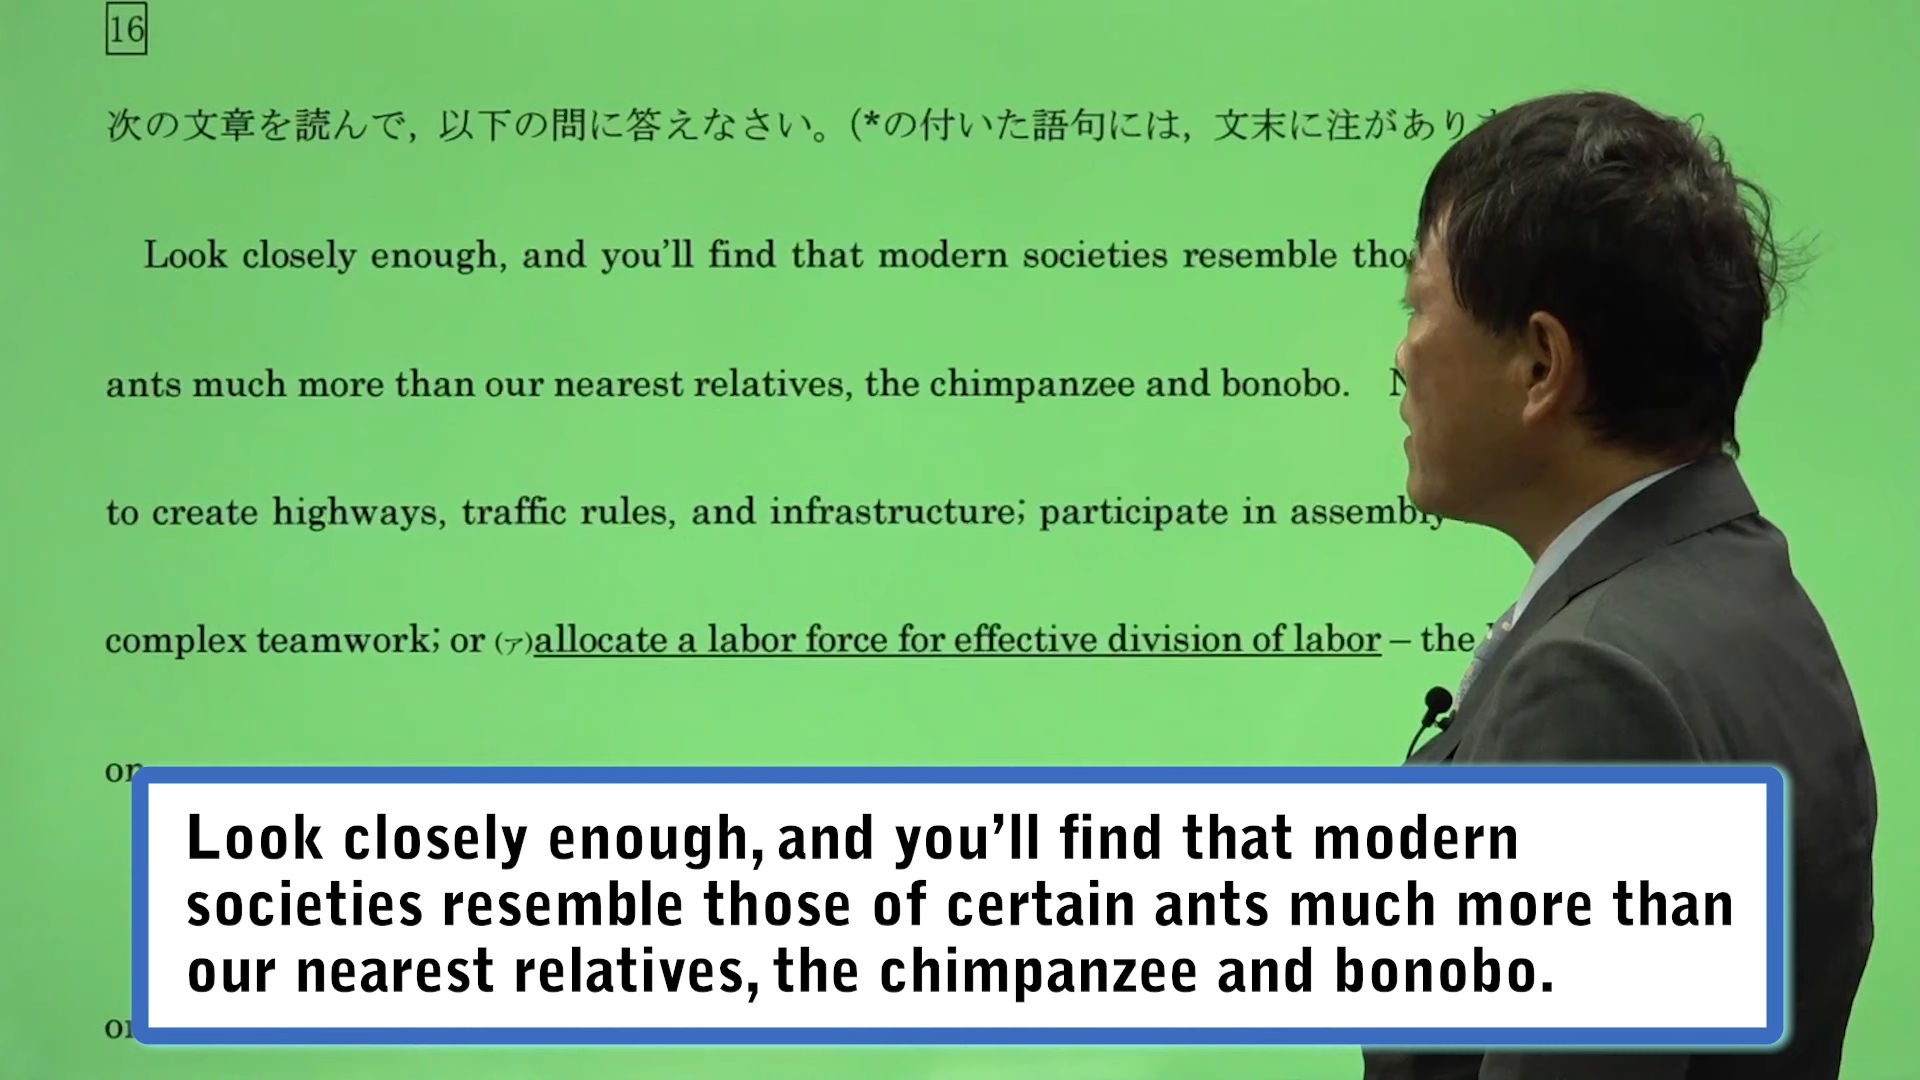 16
次の文章を読んで, 以下の問に答えなさい。(*の付いた語句には, 文末に注があり
Look closely enough, and you’ll find that modern societies resemble
ants much more than our nearest relatives, the chimpanzee and bonobo.
to create highways, traffic rules, and infrastructure; participate in assembly
complex teamwork; or (ア)allocate a labor force for effective division of labor – the
Look closely enough, and you’ll find that modern
societies resemble those of certain ants much more than
our nearest relatives, the chimpanzee and bonobo.